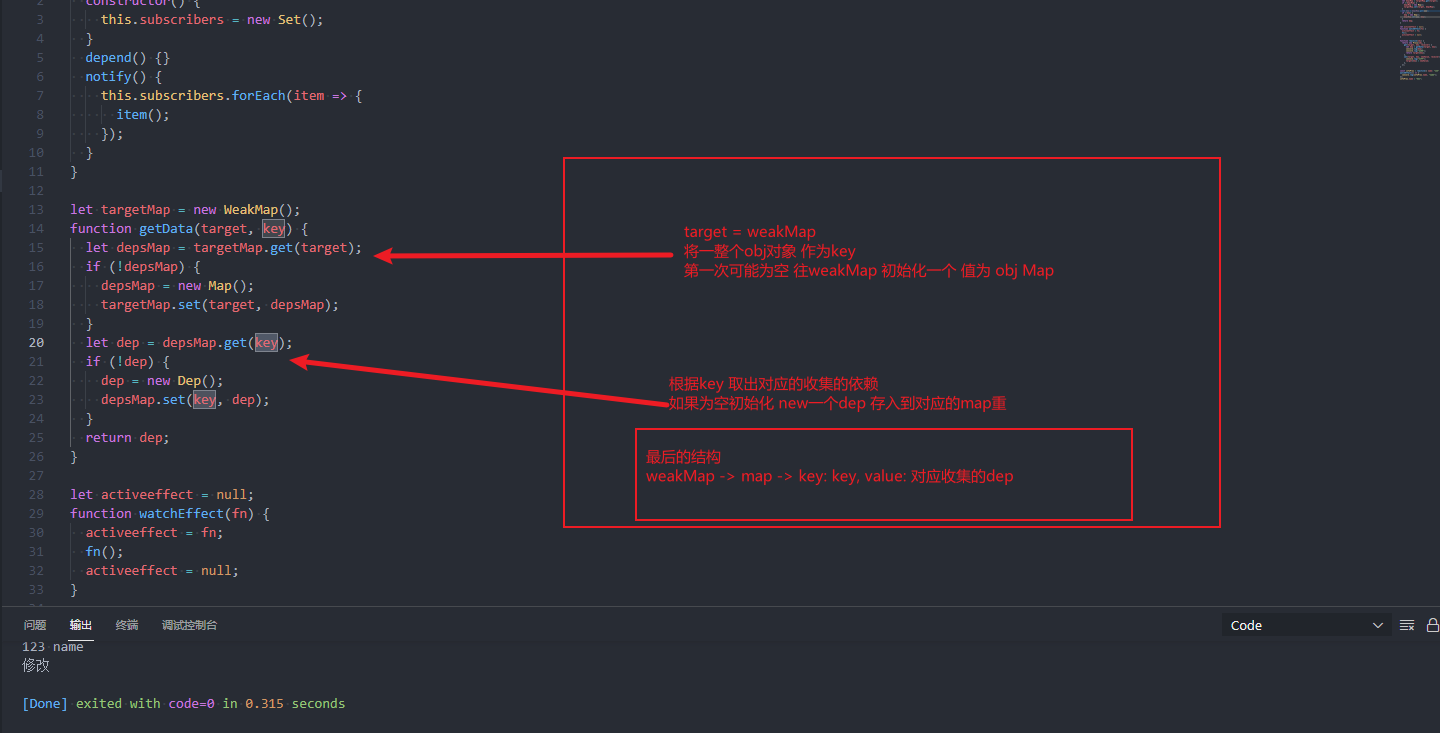 2 constructor() {
3 this.subscribers = new Set();
4 }
5 depend() {}
6 notify() {
7 this.subscribers.forEach(item => {
8 item();
9 });
10 }
11 }
12
13 let targetMap = new WeakMap();
14 function getData(target, key) {
15 let depsMap = targetMap.get(target);
16 if (!depsMap) {
17 depsMap = new Map();
18 targetMap.set(target, depsMap);
19 }
20 let dep = depsMap.get(key);
21 if (!dep) {
22 dep = new Dep();
23 depsMap.set(key, dep);
24 }
25 return dep;
26 }
27
28 let activeeffect = null;
29 function watchEffect(fn) {
30 activeeffect = fn;
31 fn();
32 activeeffect = null;
33 }
target = weakMap
将一整个obj对象 作为key
第一次可能为空 往weakMap 初始化一个 值为 obj Map
根据key 取出对应的收集的依赖
如果为空初始化 new一个dep 存入到对应的map重
最后的结构
weakMap -> map -> key: key, value: 对应收集的dep
问题 输出 终端 调试控制台 Code
123 name
修改
[Done] exited with code=0 in 0.315 seconds